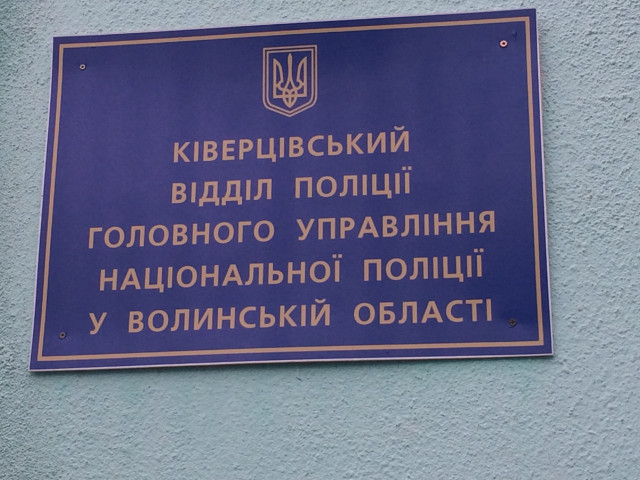 КІВЕРЦІВСЬКИЙ
ВІДДІЛ ПОЛІЦІЇ
ГОЛОВНОГО УПРАВЛІННЯ
НАЦІОНАЛЬНОЇ ПОЛІЦІЇ
У ВОЛИНСЬКІЙ ОБЛАСТІ